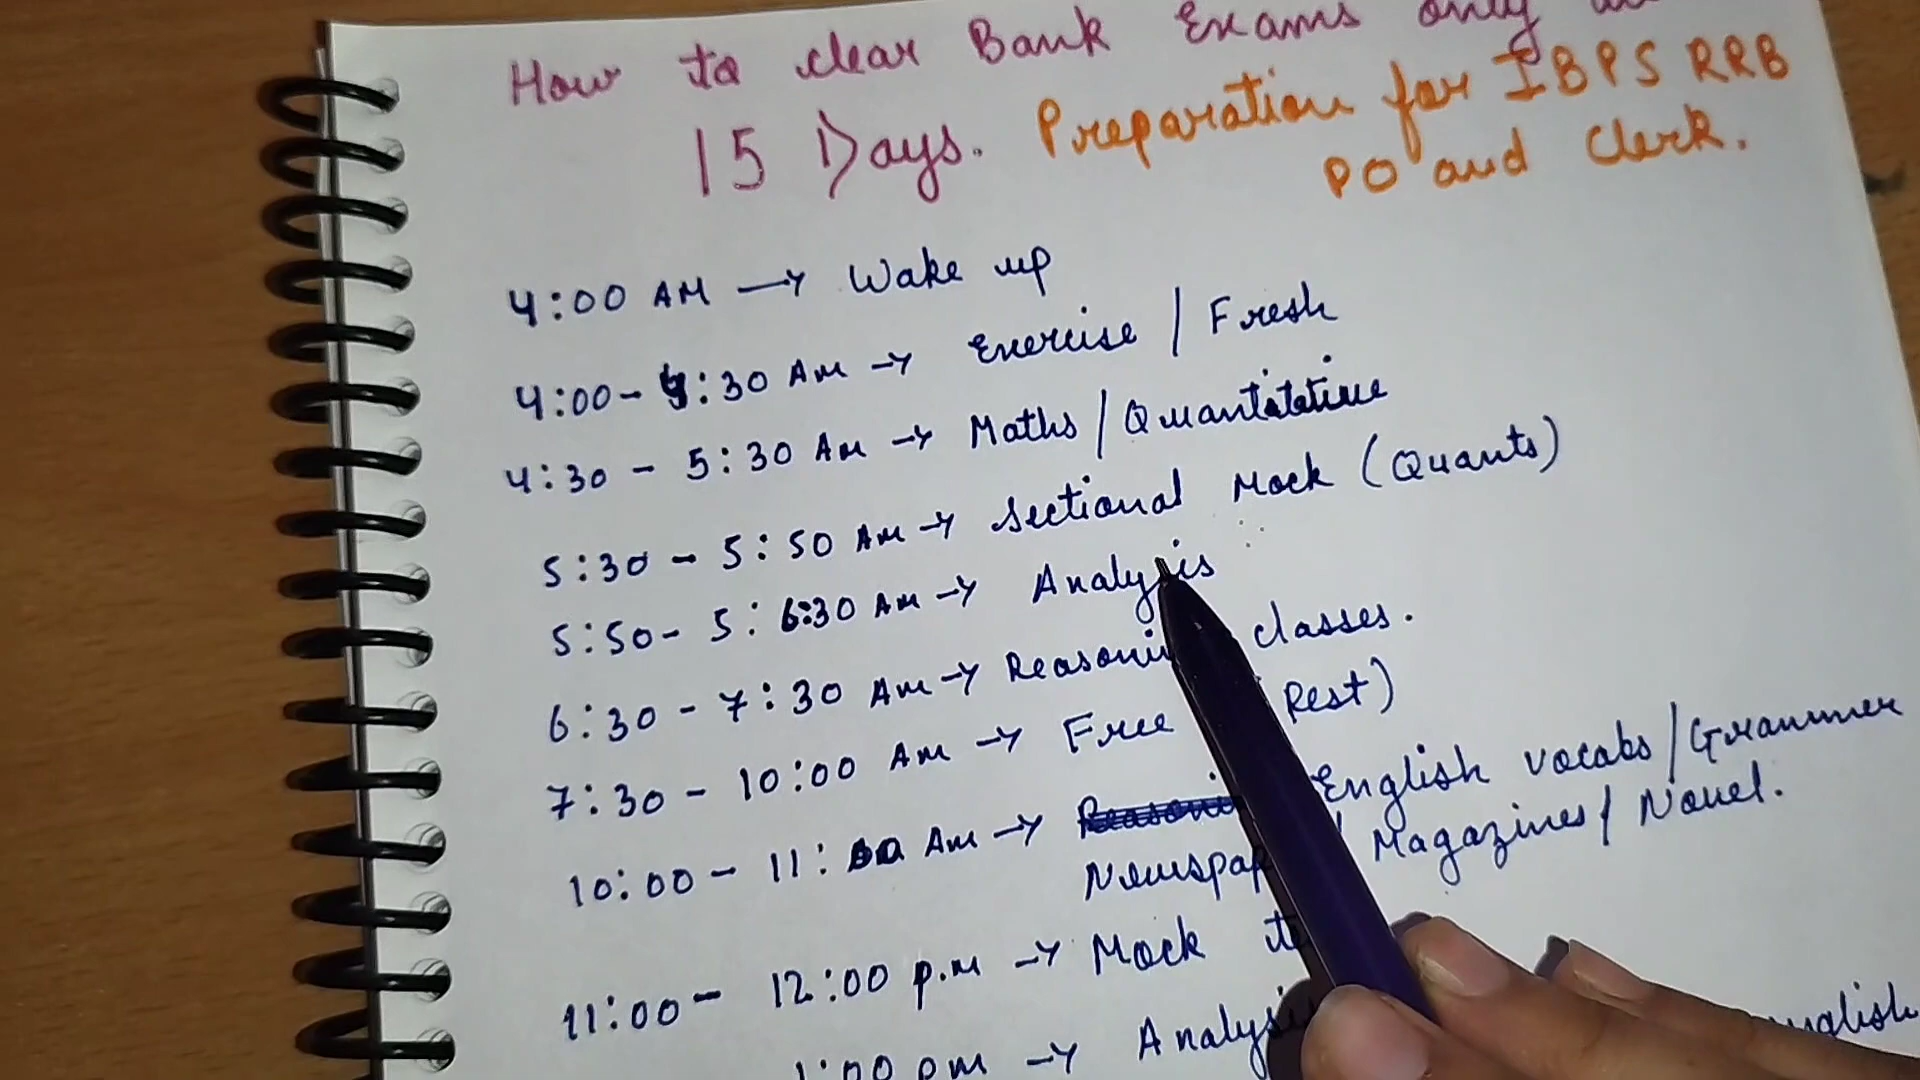 How to clear Bank Exams only in
15 Days. Preparation for IBPS RRB
PO and Clerk.
4:00 AM → Wake up
4:00 - 4:30 AM → Exercise / Fresh
4:30 - 5:30 AM → Maths / Quantitative
5:30 - 5:50 AM → Sectional Mock (Quants)
5:50 - 5: 6:30 AM → Analysis
6:30 - 7:30 AM → Reasoning classes.
7:30 - 10:00 AM → Free (Rest)
10:00 - 11:00 AM → English vocabs / Grammer
Newspaper / Magazines / Novel.
11:00 - 12:00 p.m → Mock
1:00 pm → Analysis